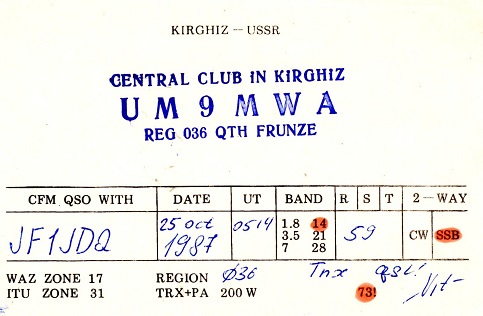 KIRGHIZ — USSR
CENTRAL CLUB IN KIRGHIZ
UM9MWA
REG 036 QTH FRUNZE
CFM QSO WITH DATE UT BAND R S T 2—WAY
JF1JDQ 25 oct 1987 0514 1.8 14 59 CW SSB
3.5 21
7 28
WAZ ZONE 17 REGION Ø36 Tnx qsl!
ITU ZONE 31 TRX+PA 200 W 73!